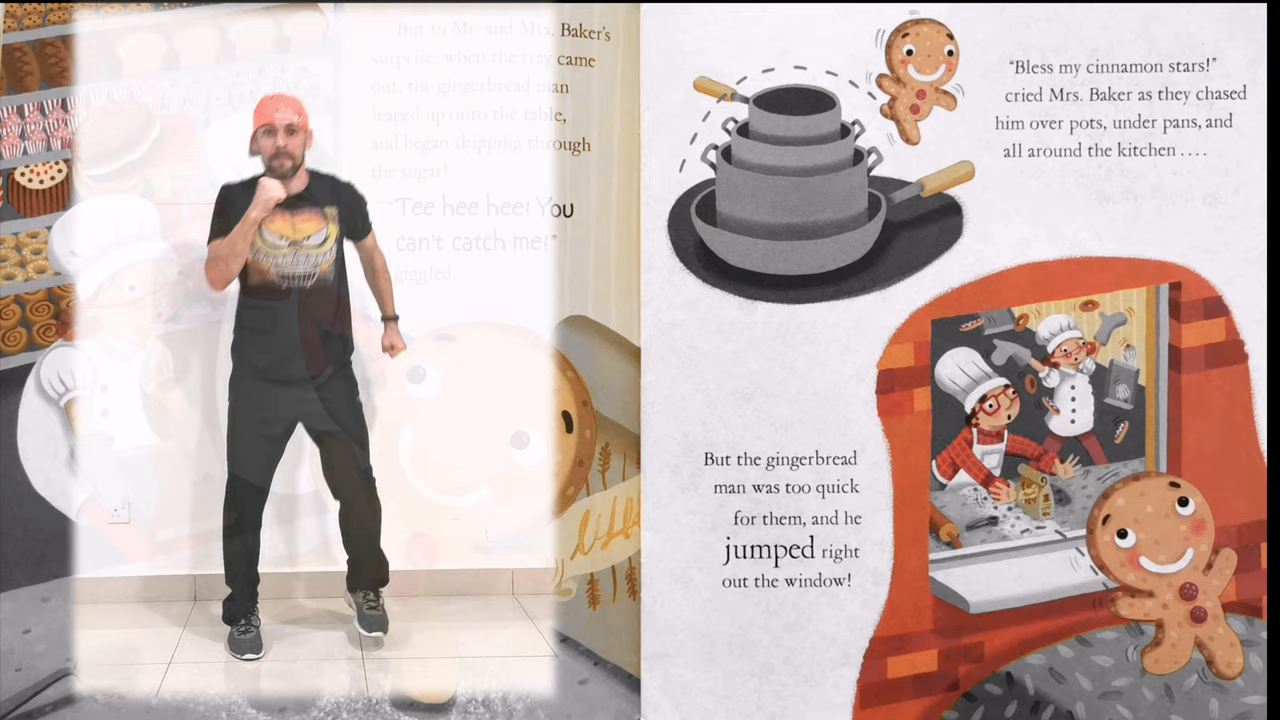 But to Mr. and Mrs. Baker's
surprise, when the tray came
out, the gingerbread man
leaped up onto the table,
and began skipping through
the sugar!
"Tee hee hee! You
can't catch me!"
he giggled.
"Bless my cinnamon stars!"
cried Mrs. Baker as they chased
him over pots, under pans, and
all around the kitchen . . . .
But the gingerbread
man was too quick
for them, and he
jumped right
out the window!